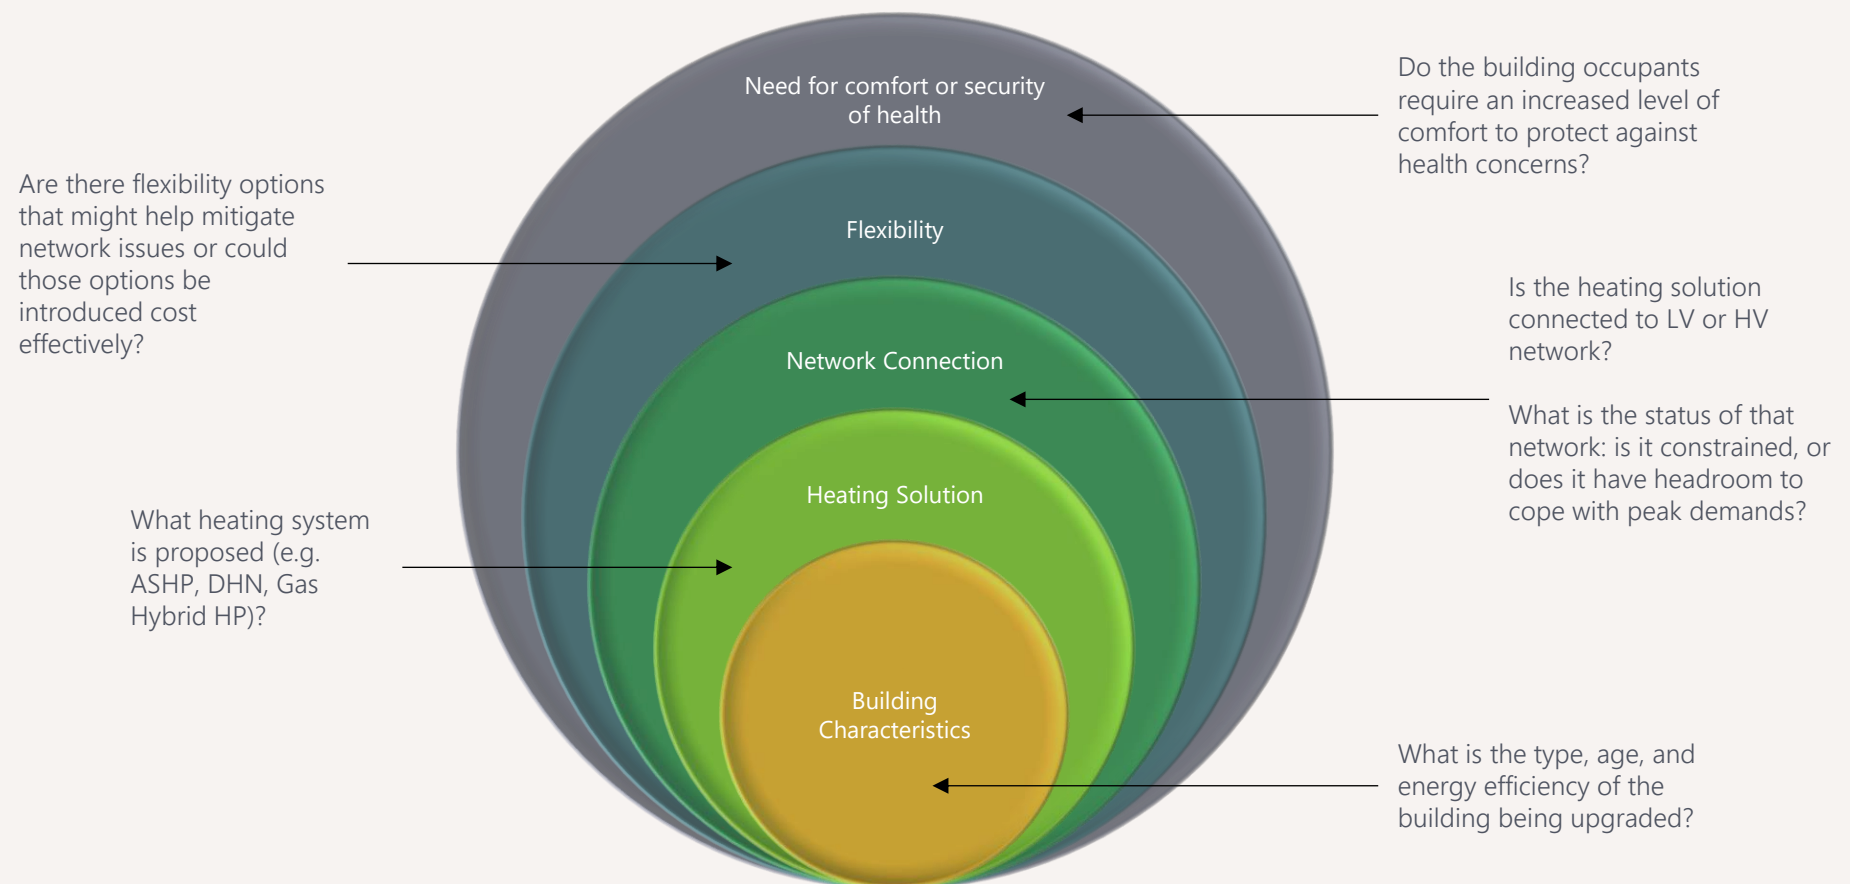 Need for comfort or security
of health
Do the building occupants
require an increased level of
comfort to protect against
health concerns?
Are there flexibility options
that might help mitigate
network issues or could
those options be
introduced cost
effectively?
Flexibility
Is the heating solution
connected to LV or HV
network?
Network Connection
What is the status of that
network: is it constrained, or
does it have headroom to
cope with peak demands?
Heating Solution
What heating system
is proposed (e.g.
ASHP, DHN, Gas
Hybrid HP)?
Building
Characteristics
What is the type, age, and
energy efficiency of the
building being upgraded?